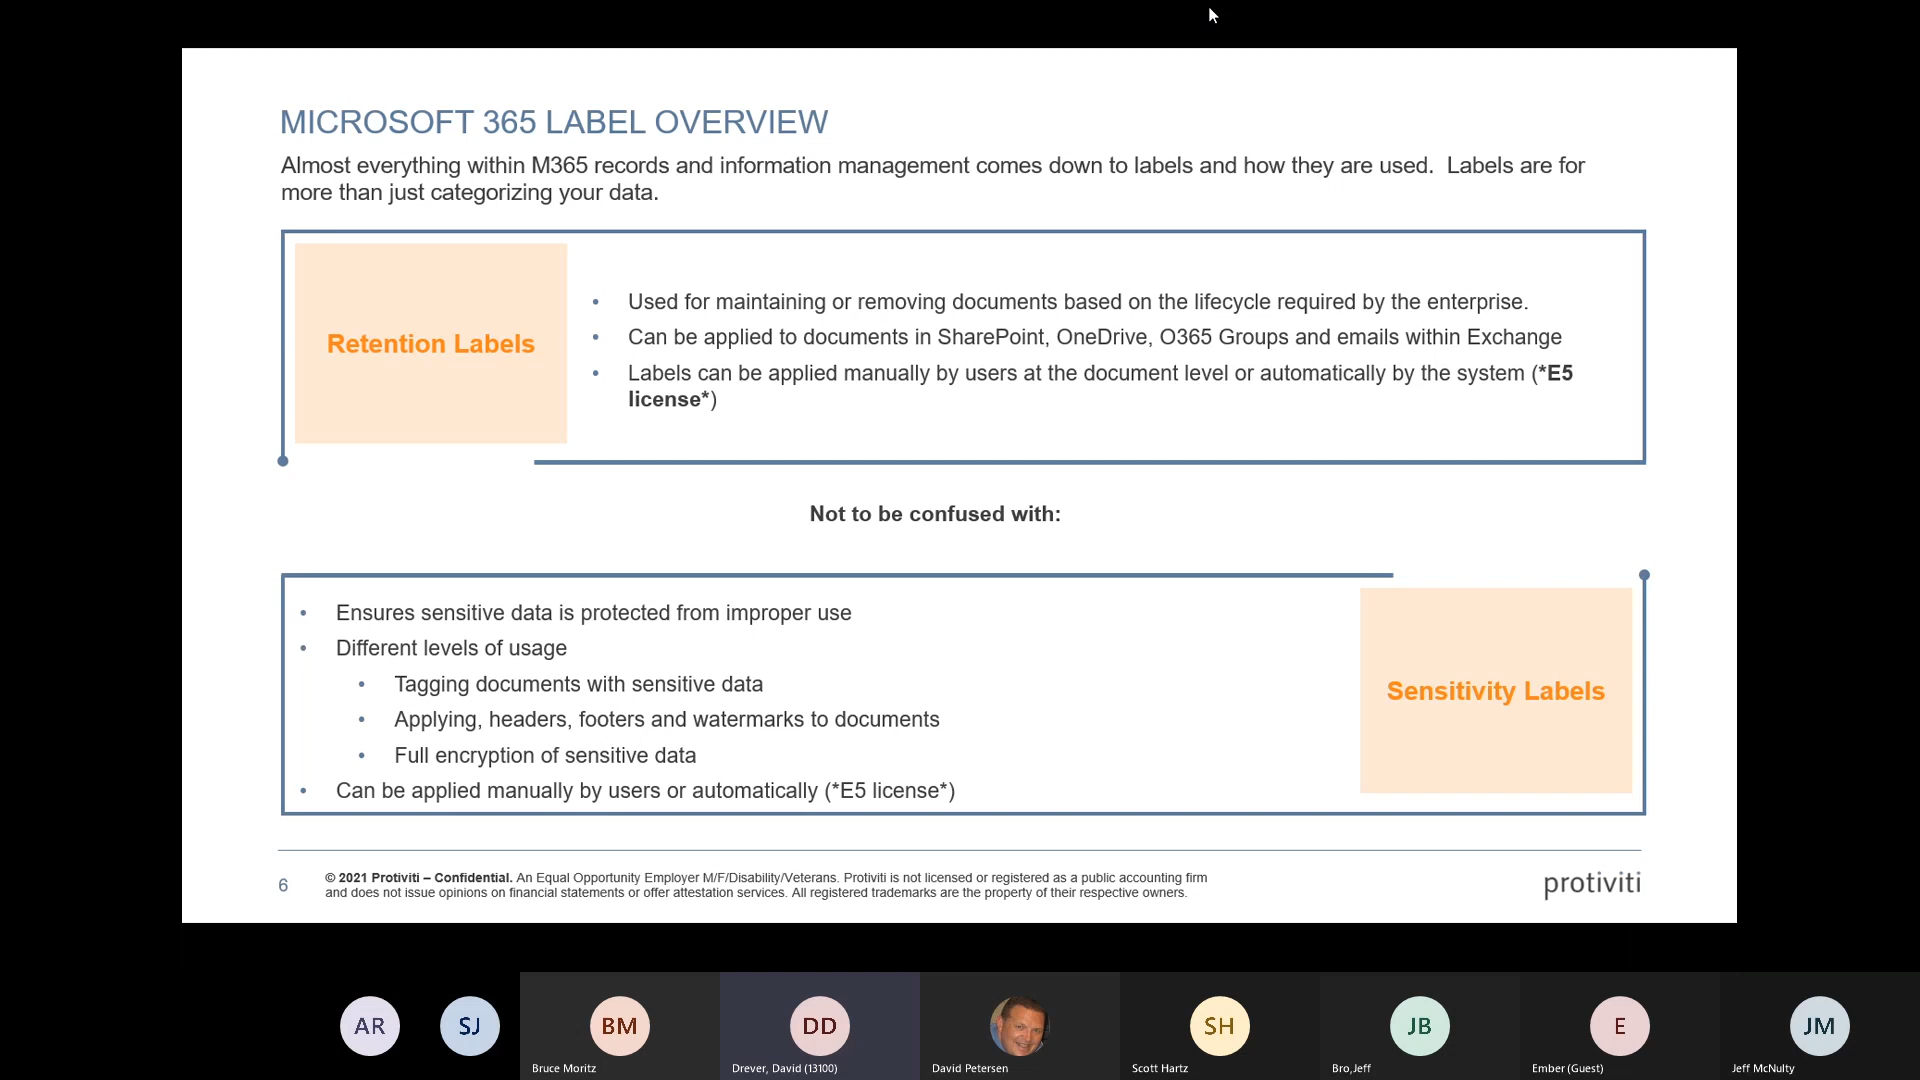 MICROSOFT 365 LABEL OVERVIEW
Almost everything within M365 records and information management comes down to labels and how they are used.  Labels are for
more than just categorizing your data.
Retention Labels
• Used for maintaining or removing documents based on the lifecycle required by the enterprise.
• Can be applied to documents in SharePoint, OneDrive, O365 Groups and emails within Exchange
• Labels can be applied manually by users at the document level or automatically by the system (*E5
license*)
Not to be confused with:
• Ensures sensitive data is protected from improper use
• Different levels of usage
• Tagging documents with sensitive data
• Applying, headers, footers and watermarks to documents
• Full encryption of sensitive data
• Can be applied manually by users or automatically (*E5 license*)
Sensitivity Labels
6
© 2021 Protiviti – Confidential. An Equal Opportunity Employer M/F/Disability/Veterans. Protiviti is not licensed or registered as a public accounting firm
and does not issue opinions on financial statements or offer attestation services. All registered trademarks are the property of their respective owners.
protiviti
AR
SJ
BM
DD
SH
JB
E
JM
Bruce Moritz
Drever, David (13100)
David Petersen
Scott Hartz
Bro,Jeff
Ember (Guest)
Jeff McNulty